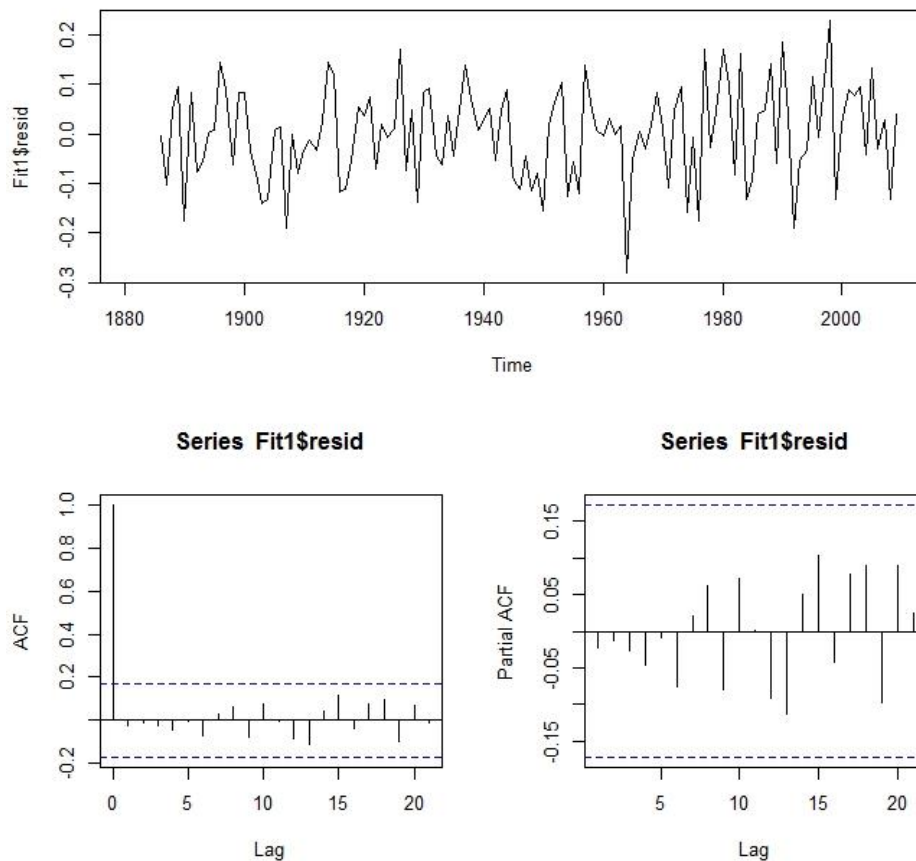 0.2
0.1
0.0
-0.1
-0.2
-0.3
Fit1$resid
1880 1900 1920 1940 1960 1980 2000
Time
Series Fit1$resid
1.0
0.8
0.6
0.4
0.2
-0.2
ACF
0 5 10 15 20
Lag
Series Fit1$resid
0.15
0.05
-0.05
-0.15
Partial ACF
5 10 15 20
Lag